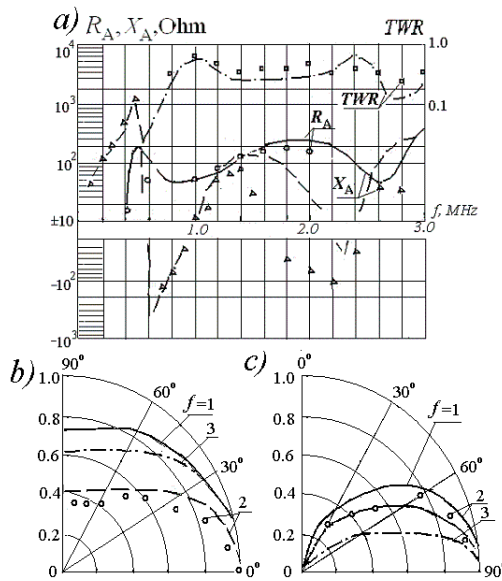 a) R_A, X_A, Ohm TWR
10^4 1.0
10^3 0.1
TWR
R_A
10^2
X_A
±10 f, MHz
1.0 2.0 3.0
-10^2
-10^3
b) 90° c) 0°
1.0 60° 1.0 30°
f=1 f=1
0.8 3 0.8
0.6 30° 0.6 60°
0.4 0.4
2 2
0.2 0.2 3
0 0° 0 90